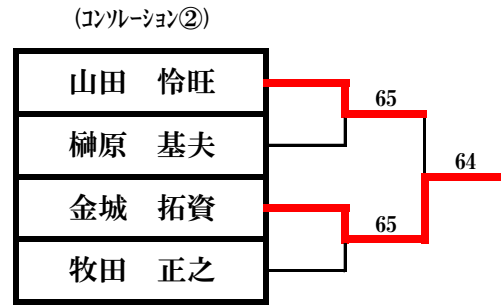 (ｺﾝｿﾚｰｼｮﾝ②)
山田　怜旺
榊原　基夫
金城　拓資
牧田　正之
65
65
64